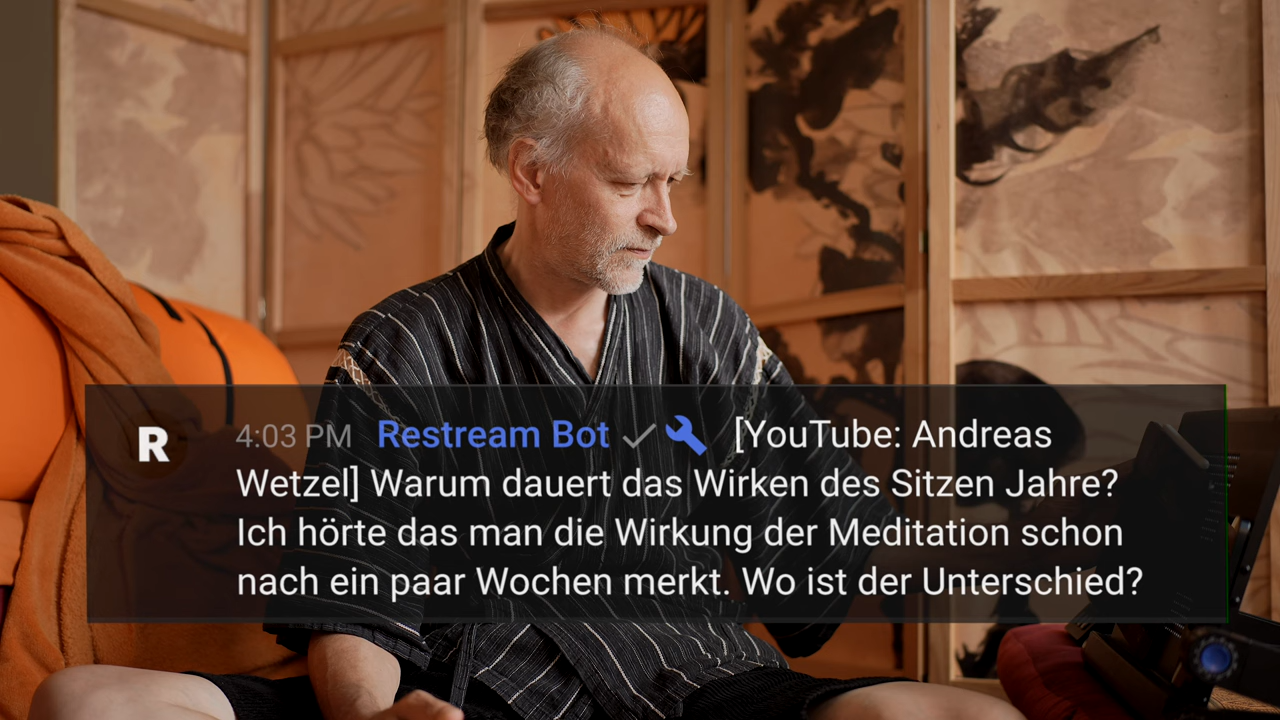 R 4:03 PM Restream Bot [YouTube: Andreas
Wetzel] Warum dauert das Wirken des Sitzen Jahre?
Ich hörte das man die Wirkung der Meditation schon
nach ein paar Wochen merkt. Wo ist der Unterschied?